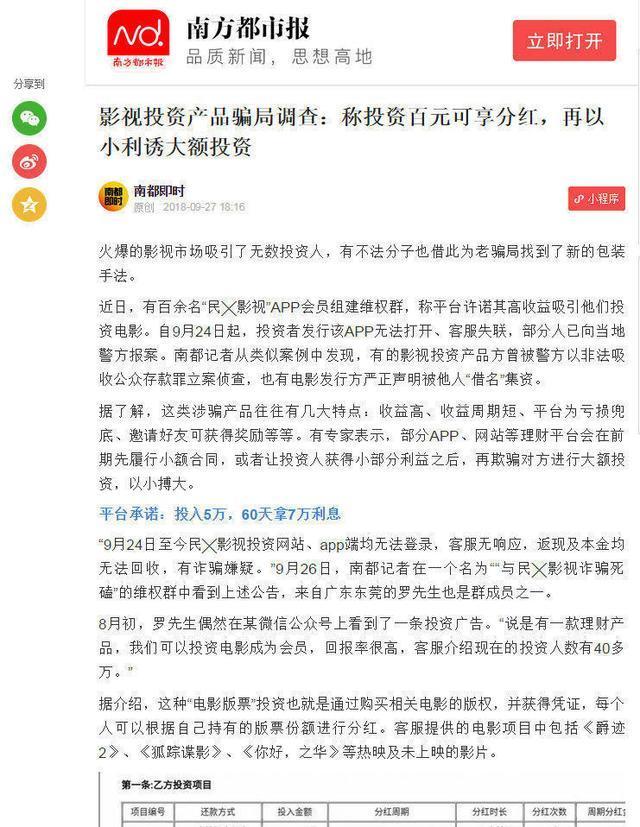 Nd.
南方都市报
南方都市报
品质新闻，思想高地
立即打开
分享到
影视投资产品骗局调查：称投资百元可享分红，再以
小利诱大额投资
南都即时
南都即时
原创 2018-09-27 18:16
小程序
火爆的影视市场吸引了无数投资人，有不法分子也借此为老骗局找到了新的包装
手法。
近日，有百余名“民╳影视”APP会员组建维权群，称平台许诺其高收益吸引他们投
资电影。自9月24日起，投资者发行该APP无法打开、客服失联，部分人已向当地
警方报案。南都记者从类似案例中发现，有的影视投资产品方曾被警方以非法吸
收公众存款罪立案侦查，也有电影发行方严正声明被他人“借名”集资。
据了解，这类涉骗产品往往有几大特点：收益高、收益周期短、平台为亏损兜
底、邀请好友可获得奖励等等。有专家表示，部分APP、网站等理财平台会在前
期先履行小额合同，或者让投资人获得小部分利益之后，再欺骗对方进行大额投
资，以小搏大。
平台承诺：投入5万，60天拿7万利息
“9月24日至今民╳影视投资网站、app端均无法登录，客服无响应，返现及本金均
无法回收，有诈骗嫌疑。”9月26日，南都记者在一个名为““与民╳影视诈骗死
磕”的维权群中看到上述公告，来自广东东莞的罗先生也是群成员之一。
8月初，罗先生偶然在某微信公众号上看到了一条投资广告。“说是有一款理财产
品，我们可以投资电影成为会员，回报率很高，客服介绍现在的投资人数有40多
万。”
据介绍，这种“电影版票”投资也就是通过购买相关电影的版权，并获得凭证，每个
人可以根据自己持有的版票份额进行分红。客服提供的电影项目中包括《爵迹
2》、《狐踪谍影》、《你好，之华》等热映及未上映的影片。
第一条:乙方投资项目
项目编号 还款方式 投入金额 分红周期 分红时长 分红次数 周期分红